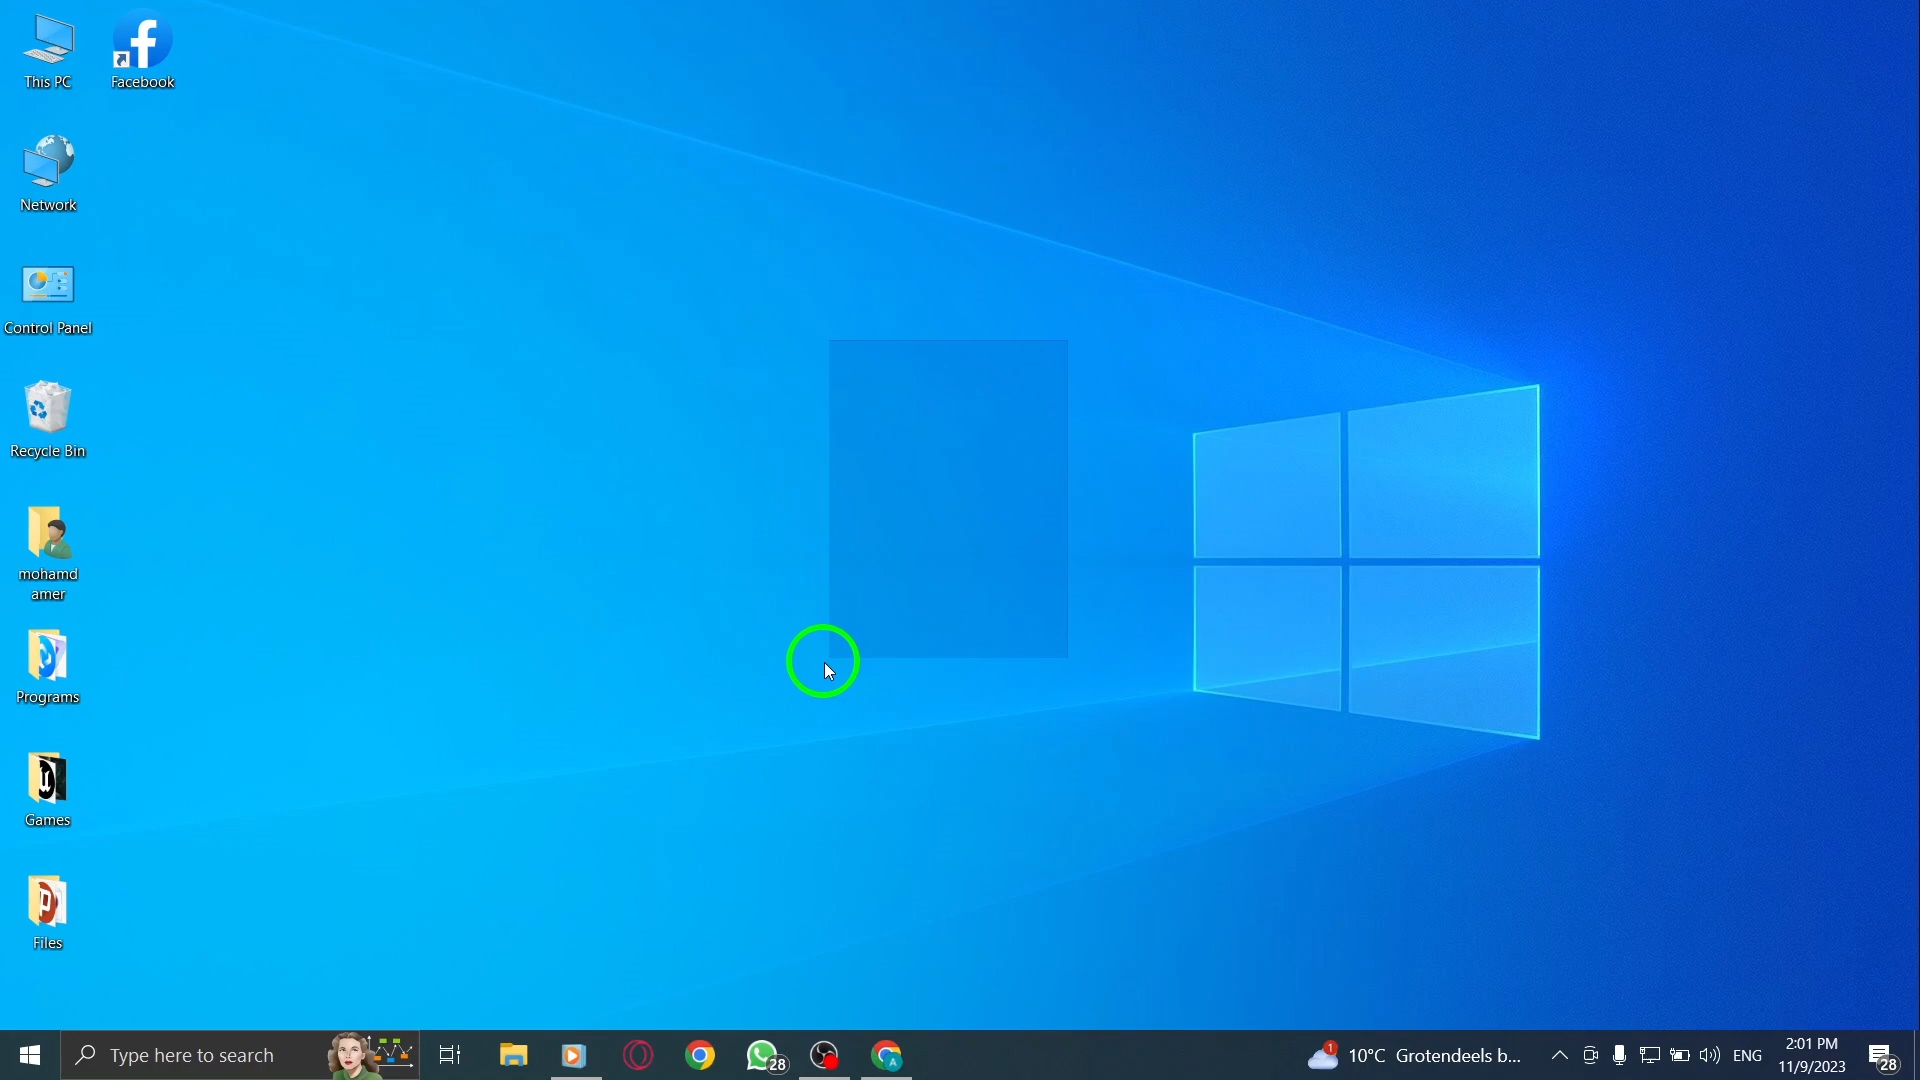 This PC
Facebook
Network
Control Panel
Recycle Bin
mohamd
amer
Programs
Games
Files
Type here to search
28
1
10°C Grotendeels b...
ENG
2:01 PM
11/9/2023
28